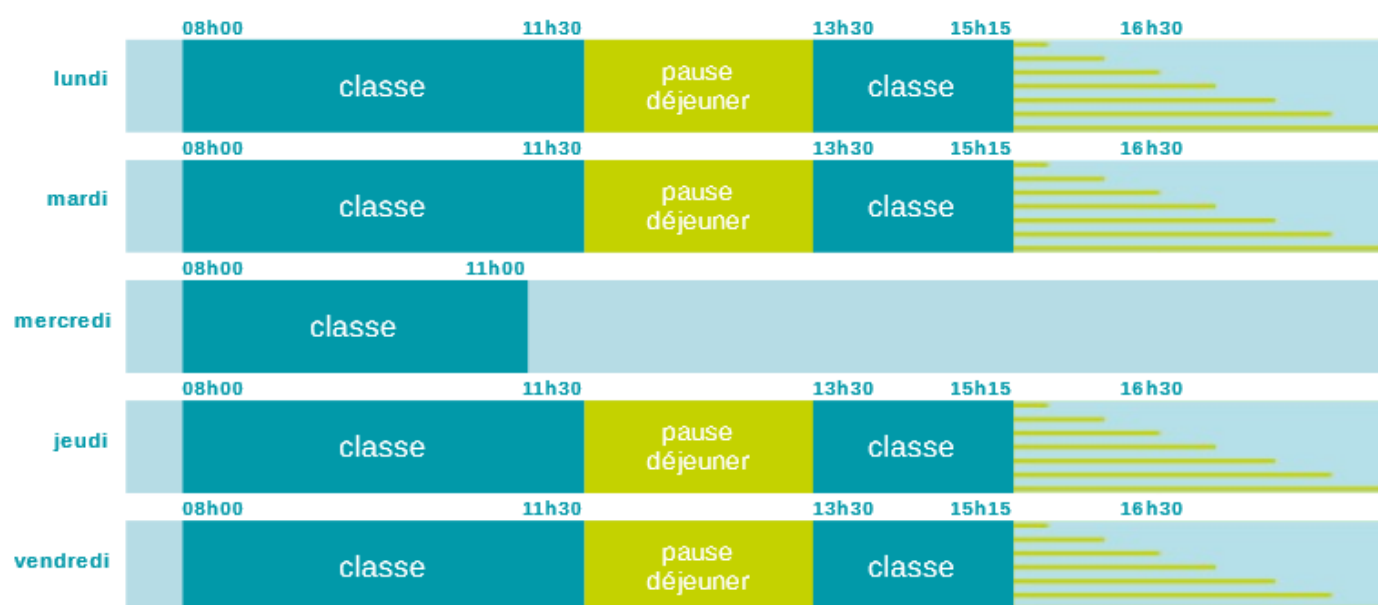 08h00 11h30 13h30 15h15 16h30
lundi classe pause déjeuner classe
08h00 11h30 13h30 15h15 16h30
mardi classe pause déjeuner classe
08h00 11h00
mercredi classe
08h00 11h30 13h30 15h15 16h30
jeudi classe pause déjeuner classe
08h00 11h30 13h30 15h15 16h30
vendredi classe pause déjeuner classe